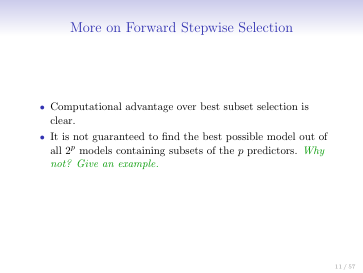 More on Forward Stepwise Selection
• Computational advantage over best subset selection is
clear.
• It is not guaranteed to find the best possible model out of
all 2^p models containing subsets of the p predictors. Why
not? Give an example.
11 / 57